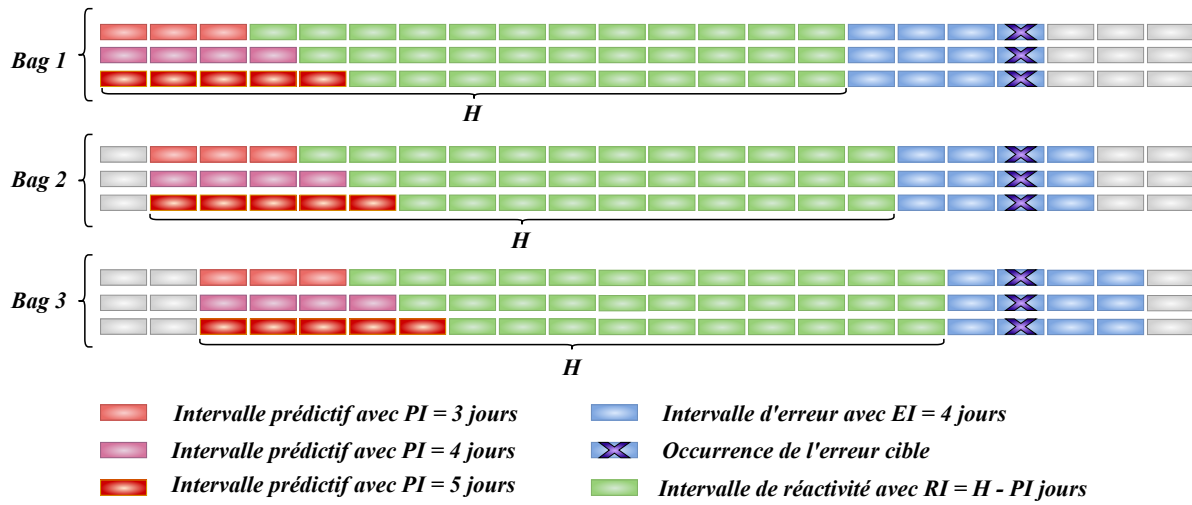 Bag 1
H
Bag 2
H
Bag 3
H
Intervalle prédictif avec PI = 3 jours
Intervalle d'erreur avec EI = 4 jours
Intervalle prédictif avec PI = 4 jours
Occurrence de l'erreur cible
Intervalle prédictif avec PI = 5 jours
Intervalle de réactivité avec RI = H - PI jours